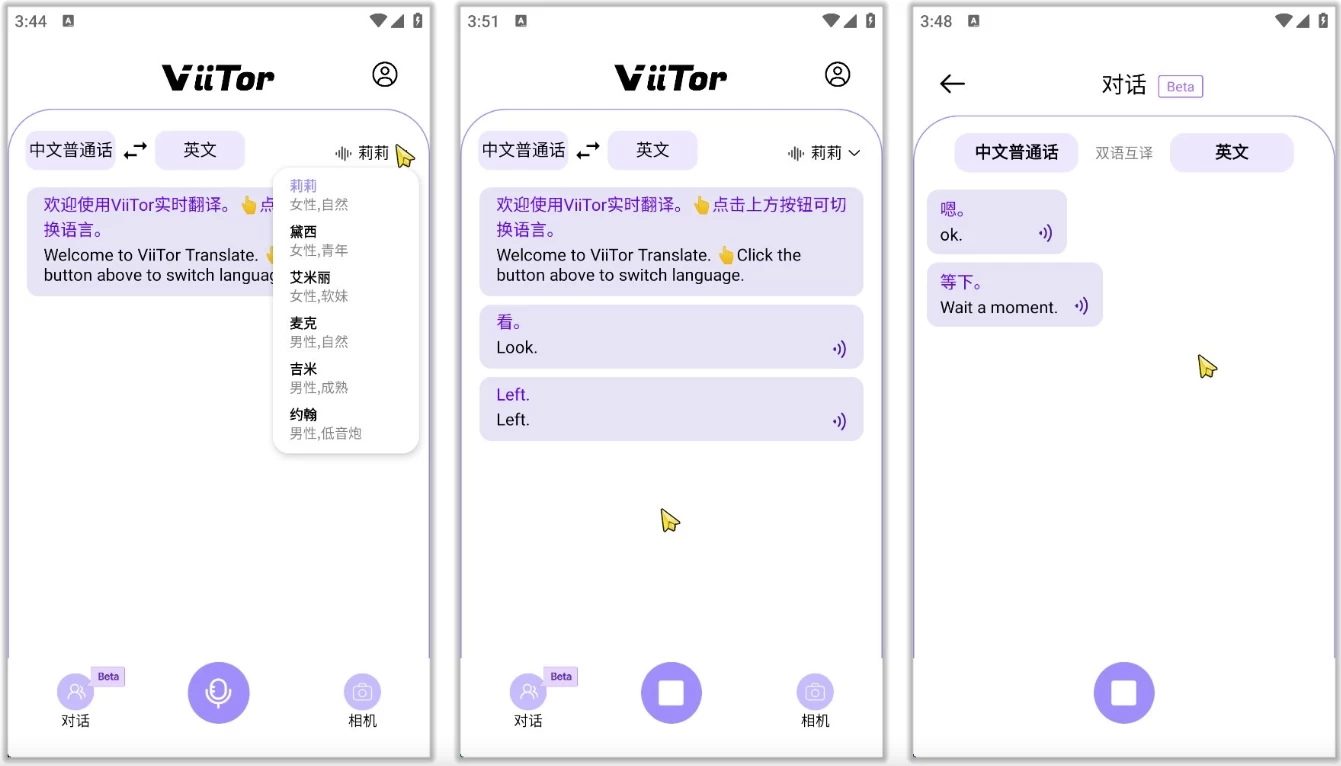 3:44
ViiTor
中文普通话
英文
莉莉
欢迎使用ViiTor实时翻译。👆点
换语言。
Welcome to ViiTor Translate.
button above to switch languag
莉莉
女性,自然
黛西
女性,青年
艾米丽
女性,软妹
麦克
男性,自然
吉米
男性,成熟
约翰
男性,低音炮
Beta
对话
相机
3:51
ViiTor
中文普通话
英文
莉莉
欢迎使用ViiTor实时翻译。👆点击上方按钮可切
换语言。
Welcome to ViiTor Translate. 👆Click the
button above to switch language.
看。
Look.
Left.
Left.
Beta
对话
相机
3:48
对话 Beta
中文普通话
双语互译
英文
嗯。
ok.
等下。
Wait a moment.